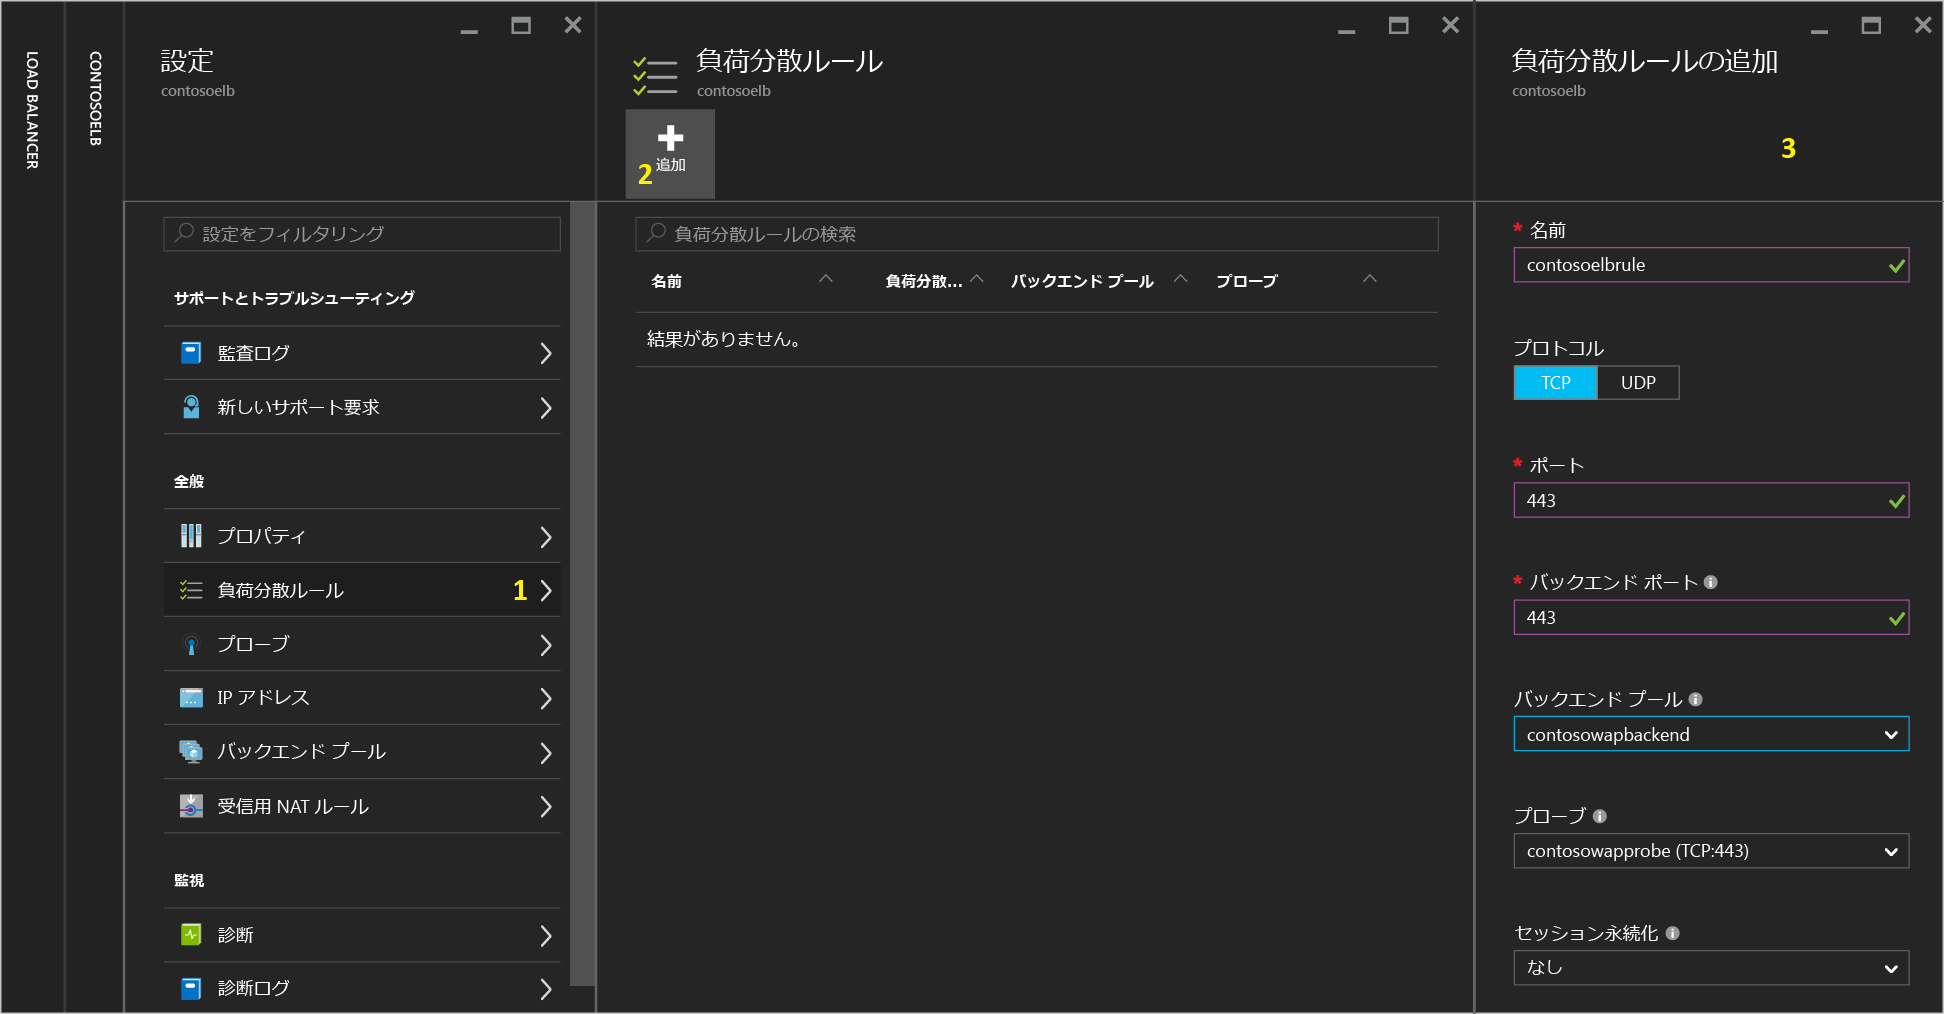 LOAD BALANCER
CONTOSOELB
設定
contosoelb
設定をフィルタリング
サポートとトラブルシューティング
監査ログ
新しいサポート要求
全般
プロパティ
負荷分散ルール 1
プローブ
IP アドレス
バックエンド プール
受信用 NAT ルール
監視
診断
診断ログ
負荷分散ルール
contosoelb
2 追加
負荷分散ルールの検索
名前 負荷分散... バックエンド プール プローブ
結果がありません。
負荷分散ルールの追加
contosoelb
3
* 名前
contosoelbrule
プロトコル
TCP UDP
* ポート
443
* バックエンド ポート
443
バックエンド プール
contosowapbackend
プローブ
contosowapprobe (TCP:443)
セッション永続化
なし